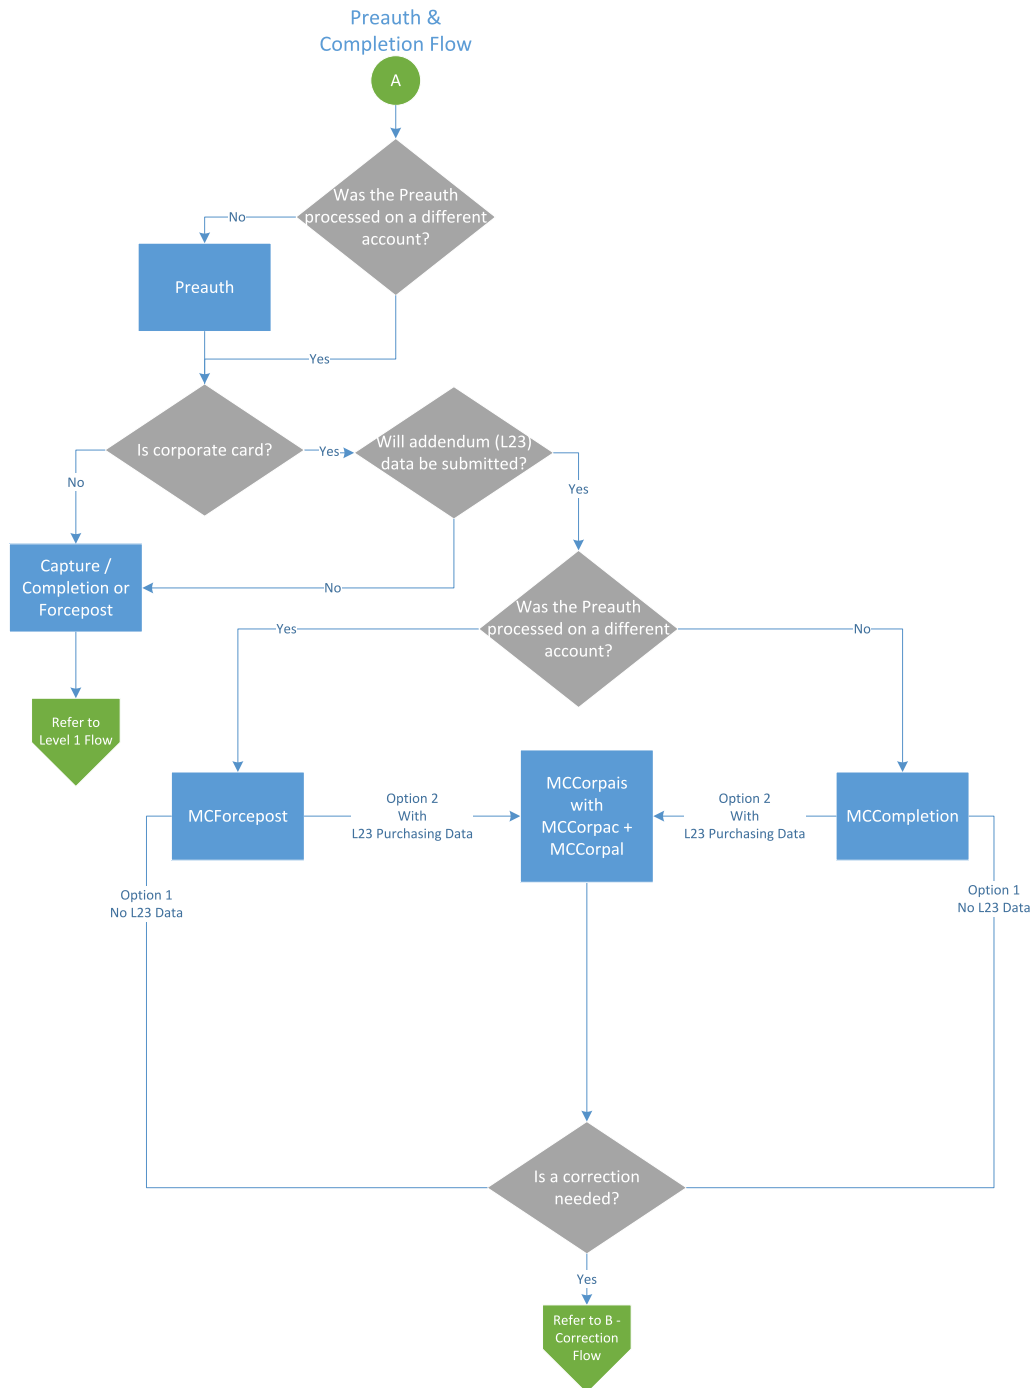 Preauth &
Completion Flow
A
Was the Preauth
processed on a different
account?
No
Preauth
Yes
Is corporate card?
Yes
Will addendum (L23)
data be submitted?
No
Yes
Capture /
Completion or
Forcepost
No
Was the Preauth
processed on a different
account?
Yes
No
Refer to
Level 1 Flow
MCForcepost
Option 2
With
L23 Purchasing Data
MCCorpais
with
MCCorpac +
MCCorpal
Option 2
With
L23 Purchasing Data
MCCompletion
Option 1
No L23 Data
Option 1
No L23 Data
Is a correction
needed?
Yes
Refer to B -
Correction
Flow